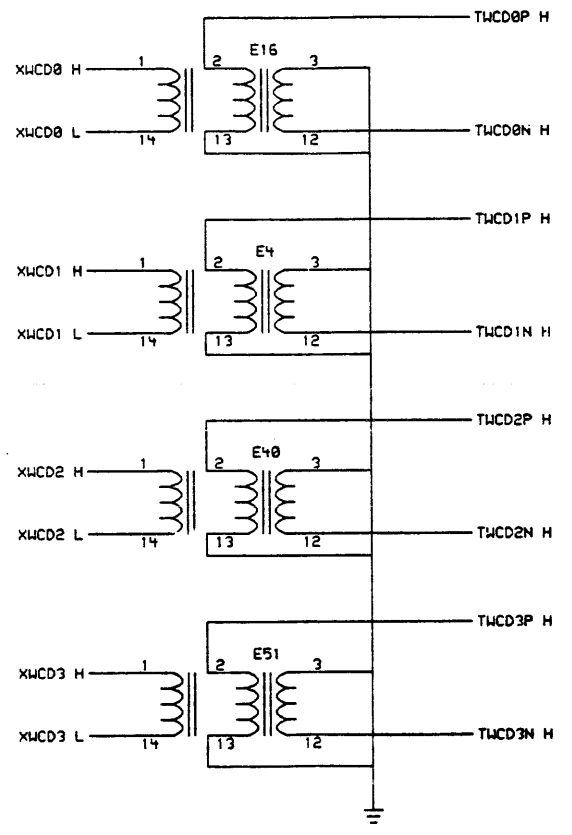 TWCD0P H
E16
XWCD0 H 1 2 3
XWCD0 L 14 13 12 TWCD0N H
TWCD1P H
E4
XWCD1 H 1 2 3
XWCD1 L 14 13 12 TWCD1N H
TWCD2P H
E40
XWCD2 H 1 2 3
XWCD2 L 14 13 12 TWCD2N H
TWCD3P H
E51
XWCD3 H 1 2 3
XWCD3 L 14 13 12 TWCD3N H